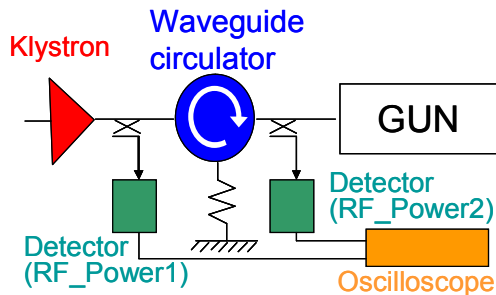 Waveguide
circulator
Klystron
GUN
Detector
(RF_Power2)
Detector
(RF_Power1)
Oscilloscope